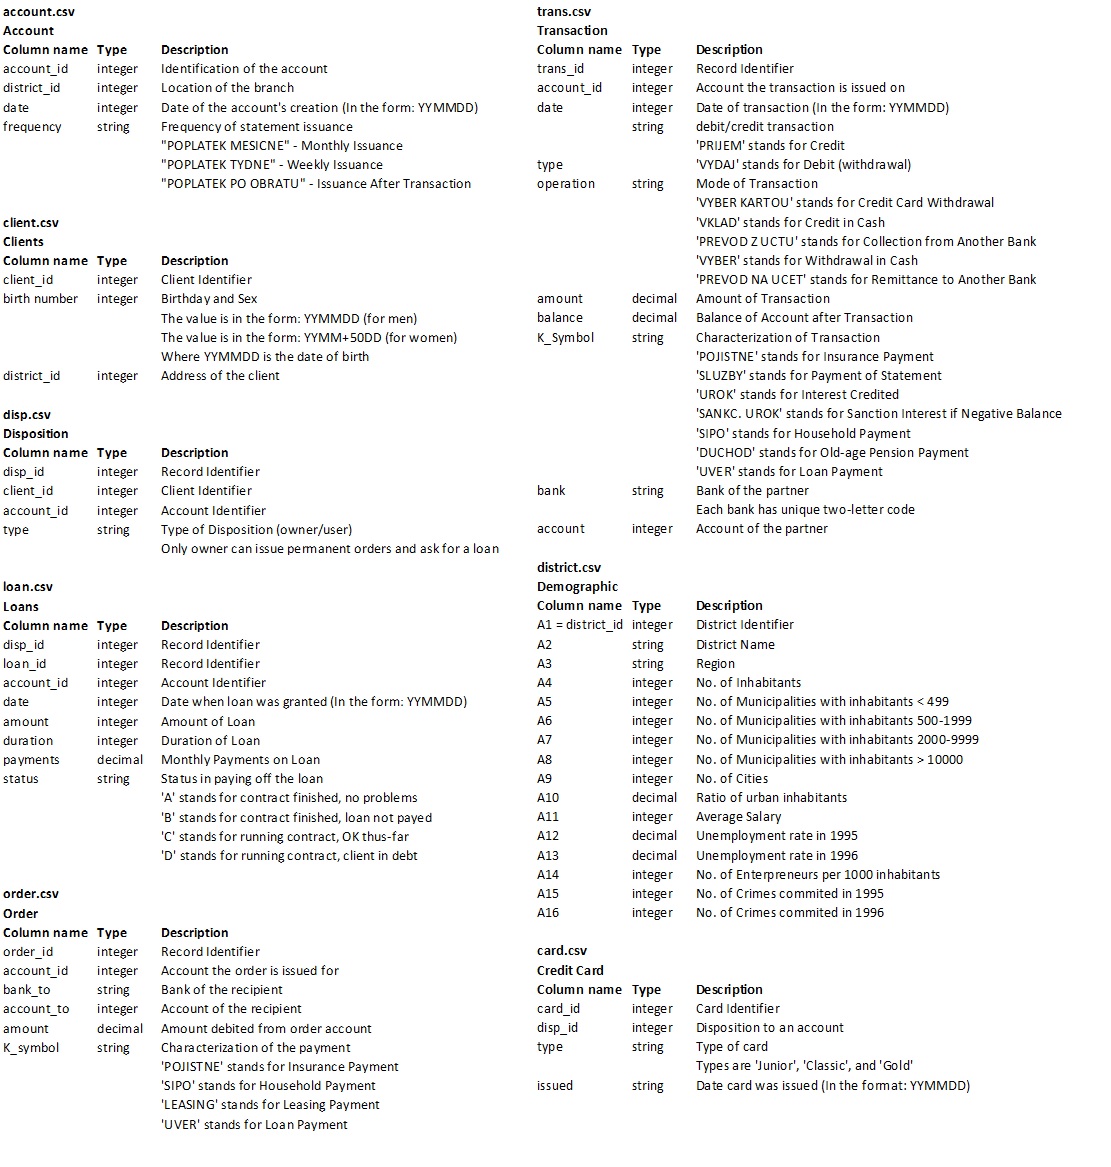 account.csv
Account
Column name Type Description
account_id integer Identification of the account
district_id integer Location of the branch
date integer Date of the account's creation (In the form: YYMMDD)
frequency string Frequency of statement issuance
"POPLATEK MESICNE" - Monthly Issuance
"POPLATEK TYDNE" - Weekly Issuance
"POPLATEK PO OBRATU" - Issuance After Transaction
client.csv
Clients
Column name Type Description
client_id integer Client Identifier
birth number integer Birthday and Sex
The value is in the form: YYMMDD (for men)
The value is in the form: YYMM+50DD (for women)
Where YYMMDD is the date of birth
district_id integer Address of the client
disp.csv
Disposition
Column name Type Description
disp_id integer Record Identifier
client_id integer Client Identifier
account_id integer Account Identifier
type string Type of Disposition (owner/user)
Only owner can issue permanent orders and ask for a loan
loan.csv
Loans
Column name Type Description
disp_id integer Record Identifier
loan_id integer Record Identifier
account_id integer Account Identifier
date integer Date when loan was granted (In the form: YYMMDD)
amount integer Amount of Loan
duration integer Duration of Loan
payments decimal Monthly Payments on Loan
status string Status in paying off the loan
'A' stands for contract finished, no problems
'B' stands for contract finished, loan not payed
'C' stands for running contract, OK thus-far
'D' stands for running contract, client in debt
order.csv
Order
Column name Type Description
order_id integer Record Identifier
account_id integer Account the order is issued for
bank_to string Bank of the recipient
account_to integer Account of the recipient
amount decimal Amount debited from order account
K_symbol string Characterization of the payment
'POJISTNE' stands for Insurance Payment
'SIPO' stands for Household Payment
'LEASING' stands for Leasing Payment
'UVER' stands for Loan Payment
trans.csv
Transaction
Column name Type Description
trans_id integer Record Identifier
account_id integer Account the transaction is issued on
date integer Date of transaction (In the form: YYMMDD)
string debit/credit transaction
'PRIJEM' stands for Credit
type 'VYDAJ' stands for Debit (withdrawal)
operation string Mode of Transaction
'VYBER KARTOU' stands for Credit Card Withdrawal
'VKLAD' stands for Credit in Cash
'PREVOD Z UCTU' stands for Collection from Another Bank
'VYBER' stands for Withdrawal in Cash
'PREVOD NA UCET' stands for Remittance to Another Bank
amount decimal Amount of Transaction
balance decimal Balance of Account after Transaction
K_Symbol string Characterization of Transaction
'POJISTNE' stands for Insurance Payment
'SLUZBY' stands for Payment of Statement
'UROK' stands for Interest Credited
'SANKC. UROK' stands for Sanction Interest if Negative Balance
'SIPO' stands for Household Payment
'DUCHOD' stands for Old-age Pension Payment
'UVER' stands for Loan Payment
bank string Bank of the partner
Each bank has unique two-letter code
account integer Account of the partner
district.csv
Demographic
Column name Type Description
A1 = district_id integer District Identifier
A2 string District Name
A3 string Region
A4 integer No. of Inhabitants
A5 integer No. of Municipalities with inhabitants < 499
A6 integer No. of Municipalities with inhabitants 500-1999
A7 integer No. of Municipalities with inhabitants 2000-9999
A8 integer No. of Municipalities with inhabitants > 10000
A9 integer No. of Cities
A10 decimal Ratio of urban inhabitants
A11 integer Average Salary
A12 decimal Unemployment rate in 1995
A13 decimal Unemployment rate in 1996
A14 integer No. of Enterpreneurs per 1000 inhabitants
A15 integer No. of Crimes commited in 1995
A16 integer No. of Crimes commited in 1996
card.csv
Credit Card
Column name Type Description
card_id integer Card Identifier
disp_id integer Disposition to an account
type string Type of card
Types are 'Junior', 'Classic', and 'Gold'
issued string Date card was issued (In the format: YYMMDD)